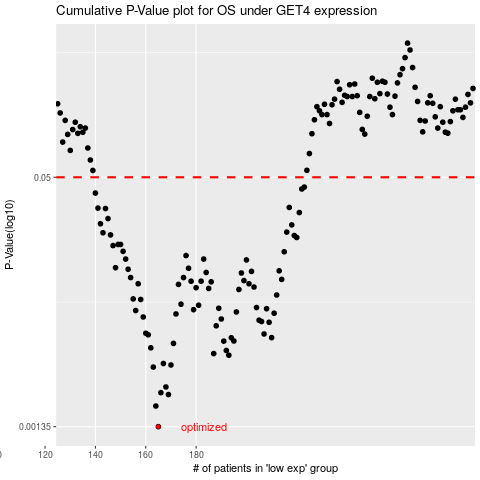 Cumulative P-Value plot for OS under GET4 expression
P-Value(log10)
0.05
0.00135
optimized
0 120 140 160 180
# of patients in 'low exp' group